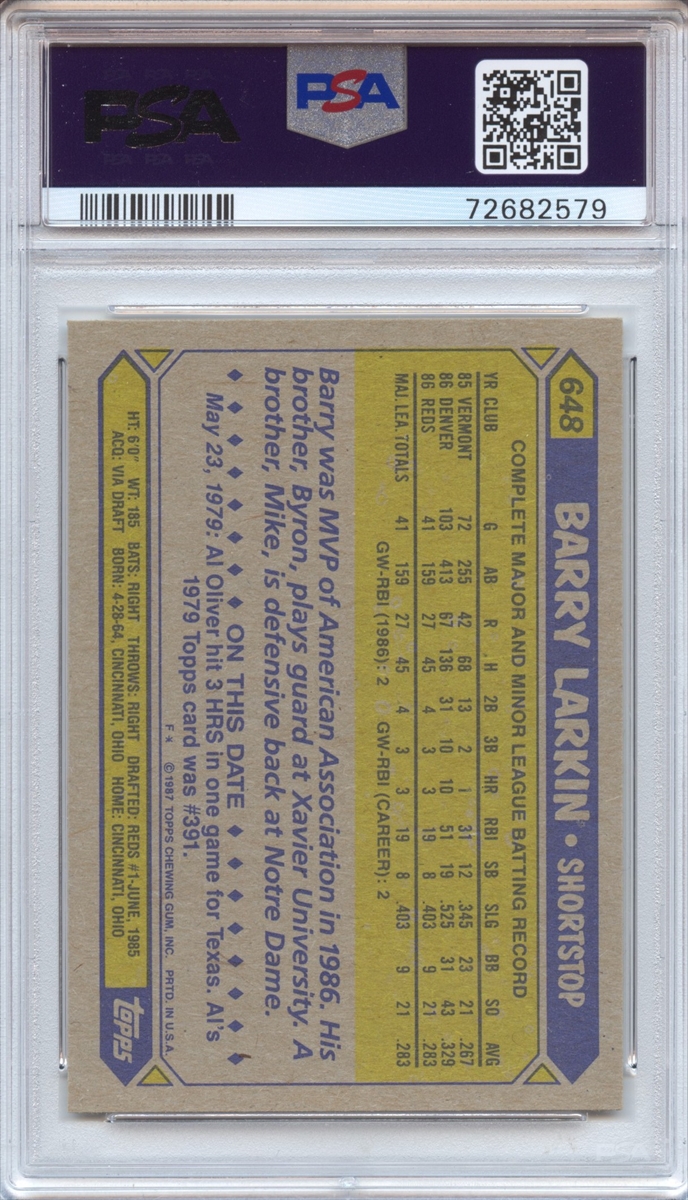 PSA
PSA
72682579
648 BARRY LARKIN • SHORTSTOP
COMPLETE MAJOR AND MINOR LEAGUE BATTING RECORD
YR CLUB G AB R H 2B 3B HR RBI SB SLG BB SO AVG
85 VERMONT 72 255 42 68 13 2 1 31 12 .345 23 21 .267
86 DENVER 103 413 67 136 31 10 10 51 19 .525 31 43 .329
86 REDS 41 159 27 45 4 3 3 19 8 .403 9 21 .283
MAJ. LEA. TOTALS 41 159 27 45 4 3 3 19 8 .403 9 21 .283
GW-RBI (1986): 2 GW-RBI (CAREER): 2
Barry was MVP of American Association in 1986. His
brother, Byron, plays guard at Xavier University. A
brother, Mike, is defensive back at Notre Dame.
◆ ◆ ◆ ◆ ◆ ◆ ◆ ON THIS DATE ◆ ◆ ◆ ◆ ◆ ◆ ◆
May 23, 1979: Al Oliver hit 3 HRS in one game for Texas. Al's
1979 Topps card was #391.
F* ©1987 TOPPS CHEWING GUM, INC. PRTD. IN U.S.A.
HT: 6'0" WT: 185 BATS: RIGHT THROWS: RIGHT DRAFTED: REDS #1-JUNE, 1985
ACQ: VIA DRAFT BORN: 4-28-64, CINCINNATI, OHIO HOME: CINCINNATI, OHIO
topps